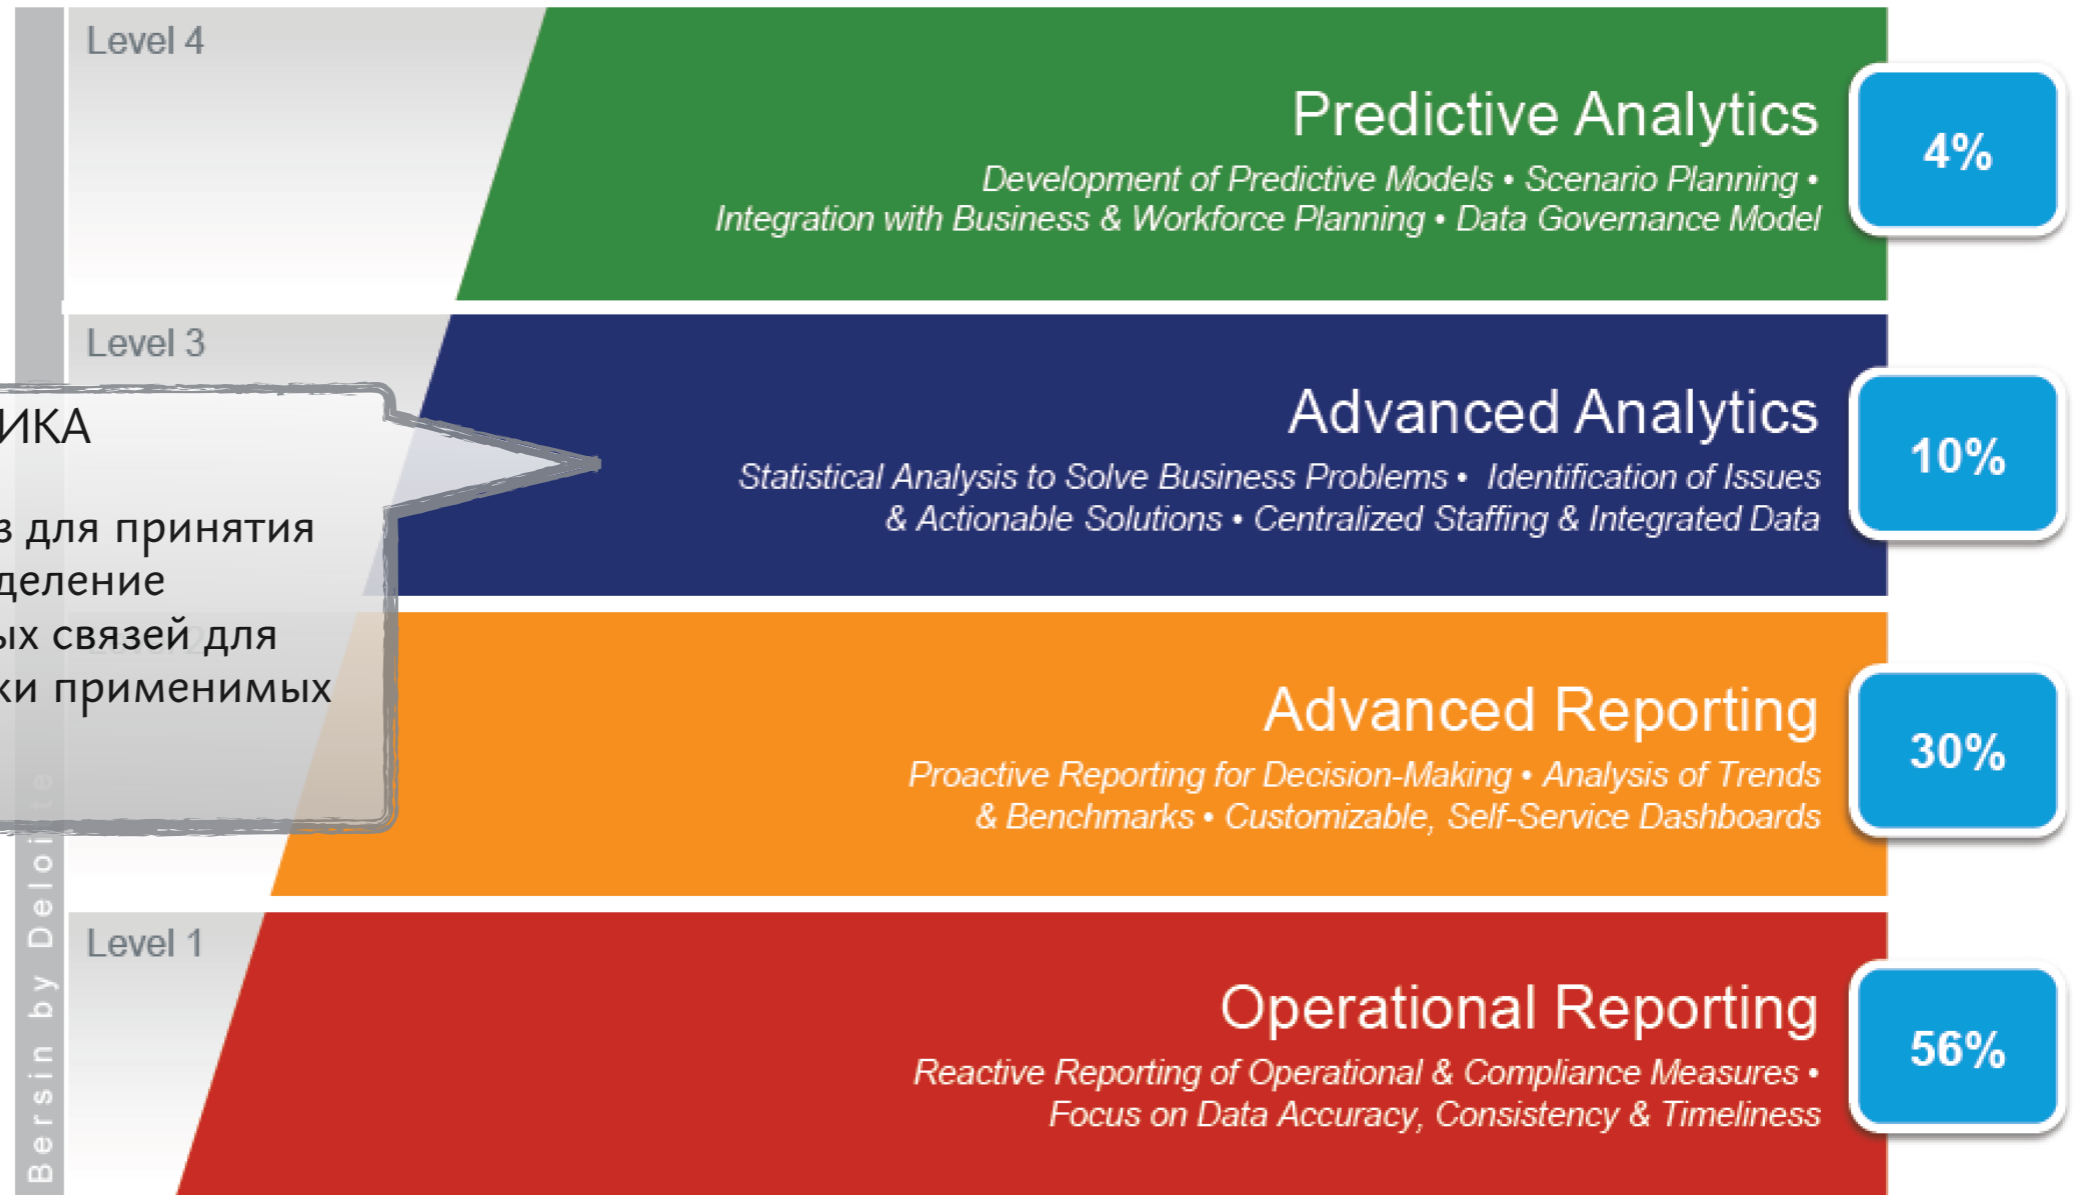 Level 4
Predictive Analytics
Development of Predictive Models • Scenario Planning •
Integration with Business & Workforce Planning • Data Governance Model
4%
Level 3
Advanced Analytics
Statistical Analysis to Solve Business Problems • Identification of Issues
& Actionable Solutions • Centralized Staffing & Integrated Data
10%
ИКА
для принятия
деление
связей для
применимых
Advanced Reporting
Proactive Reporting for Decision-Making • Analysis of Trends
& Benchmarks • Customizable, Self-Service Dashboards
30%
Level 1
Operational Reporting
Reactive Reporting of Operational & Compliance Measures •
Focus on Data Accuracy, Consistency & Timeliness
56%
Bersin by Deloitte